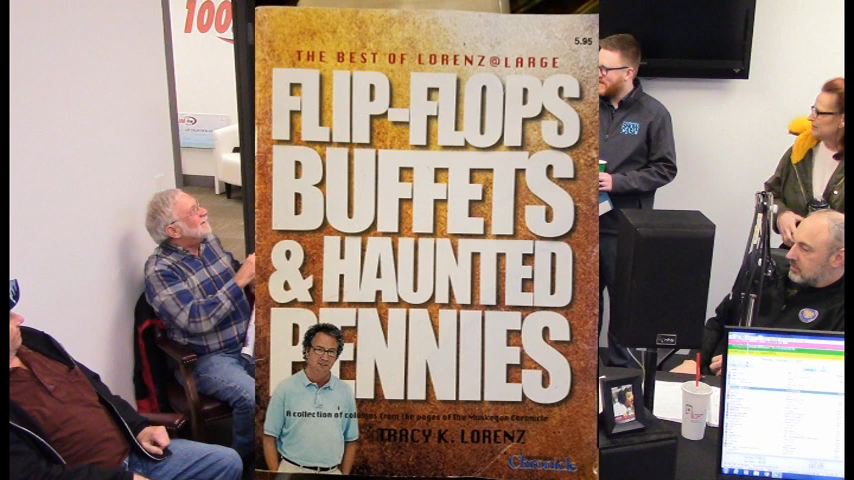 100
5.95
THE BEST OF LORENZ@LARGE
FLIP-FLOPS
BUFFETS
& HAUNTED
PENNIES
A collection of columns from the pages of the Muskegon Chronicle
TRACY K. LORENZ
Chronicle